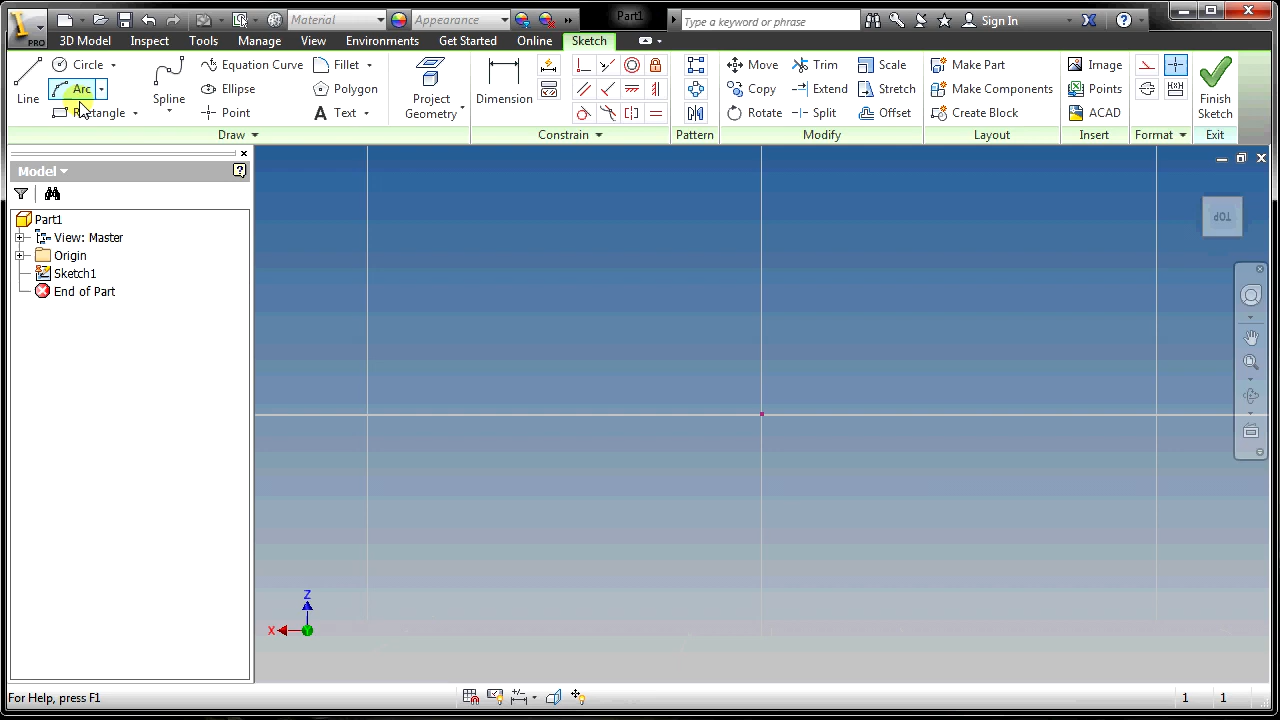 PRO
Material
Appearance
Part1
Type a keyword or phrase
Sign In
3D Model Inspect Tools Manage View Environments Get Started Online Sketch
Line
Circle
Arc
Rectangle
Spline
Equation Curve
Ellipse
Point
Fillet
Polygon
Text
Draw
Project Geometry
Dimension
Constrain
Pattern
Move
Copy
Rotate
Trim
Extend
Split
Scale
Stretch
Offset
Modify
Make Part
Make Components
Create Block
Layout
Image
Points
ACAD
Insert
Format
Finish Sketch
Exit
Model
Part1
View: Master
Origin
Sketch1
End of Part
TOP
Z
X
For Help, press F1
1 1